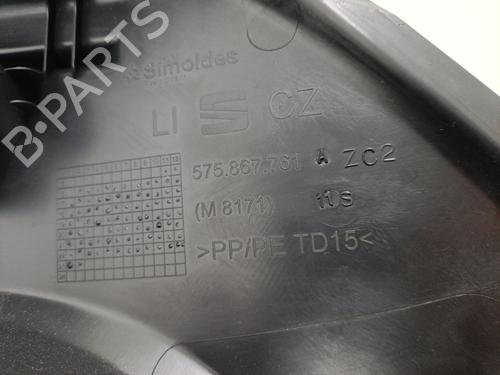 B-PARTS
Simoldes
LI CZ
575.867.761 A ZC2
(M 8171) 11S
>PP/PE TD15<